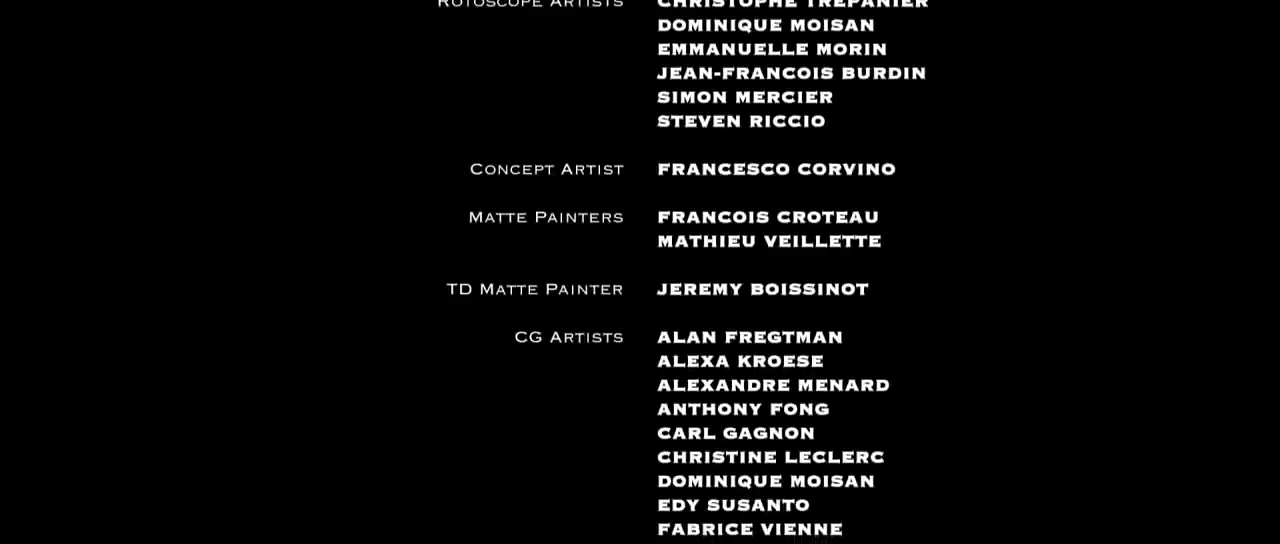 Rotoscope Artists CHRISTOPHE TREPANIER
DOMINIQUE MOISAN
EMMANUELLE MORIN
JEAN-FRANCOIS BURDIN
SIMON MERCIER
STEVEN RICCIO
Concept Artist FRANCESCO CORVINO
Matte Painters FRANCOIS CROTEAU
MATHIEU VEILLETTE
TD Matte Painter JEREMY BOISSINOT
CG Artists ALAN FREGTMAN
ALEXA KROESE
ALEXANDRE MENARD
ANTHONY FONG
CARL GAGNON
CHRISTINE LECLERC
DOMINIQUE MOISAN
EDY SUSANTO
FABRICE VIENNE